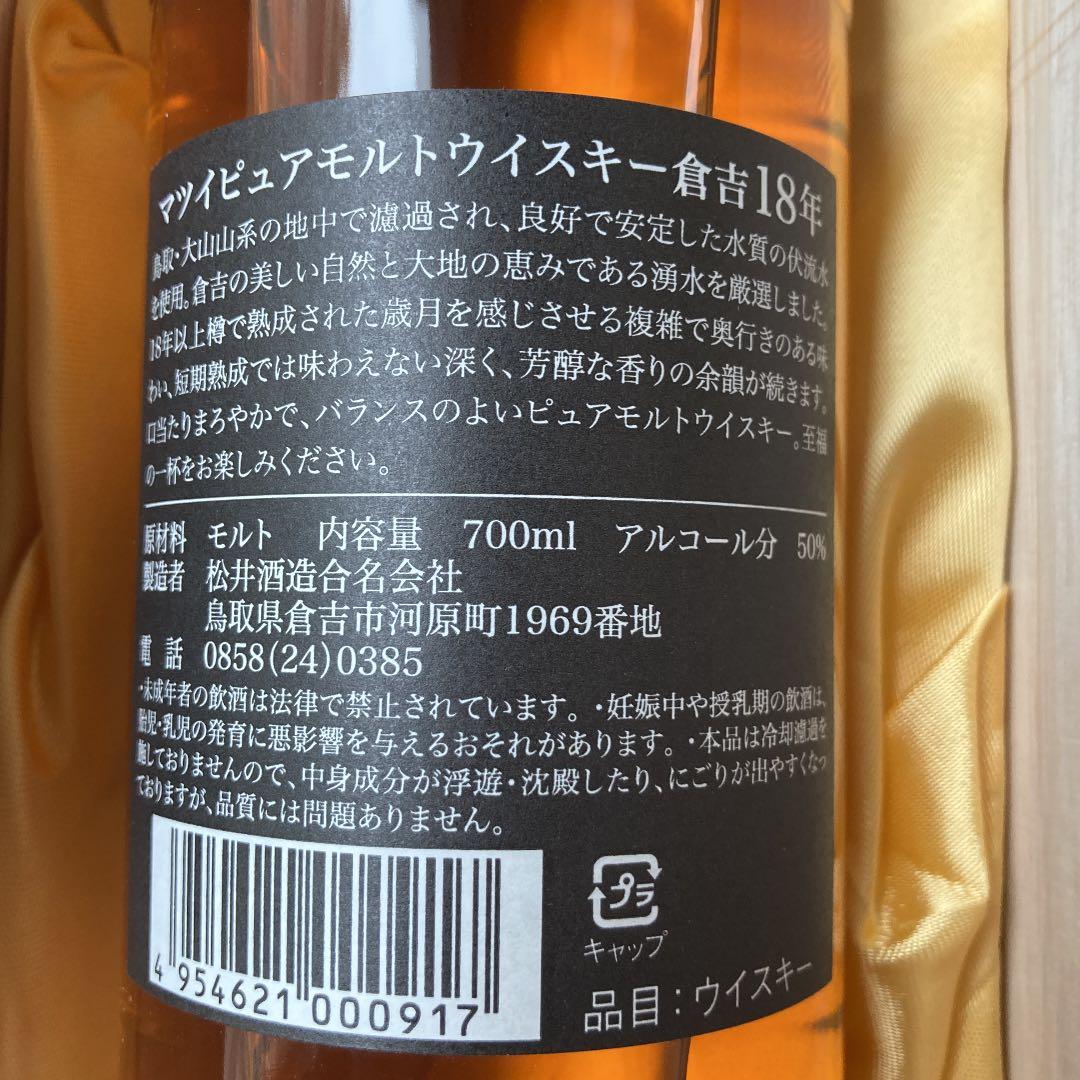 マツイピュアモルトウイスキー倉吉18年
鳥取・大山山系の地中で濾過され、良好で安定した水質の伏流水
を使用。倉吉の美しい自然と大地の恵みである湧水を厳選しました。
18年以上樽で熟成された歳月を感じさせる複雑で奥行きのある味
わい、短期熟成では味わえない深く、芳醇な香りの余韻が続きます。
口当たりまろやかで、バランスのよいピュアモルトウイスキー。至福
の一杯をお楽しみください。
原材料 モルト 内容量 700ml アルコール分 50%
製造者 松井酒造合名会社
鳥取県倉吉市河原町1969番地
電 話 0858(24)0385
・未成年者の飲酒は法律で禁止されています。・妊娠中や授乳期の飲酒は、
胎児・乳児の発育に悪影響を与えるおそれがあります。・本品は冷却濾過を
施しておりませんので、中身成分が浮遊・沈殿したり、にごりが出やすくなっ
ておりますが、品質には問題ありません。
4 954621 000917
プラ
キャップ
品目：ウイスキー